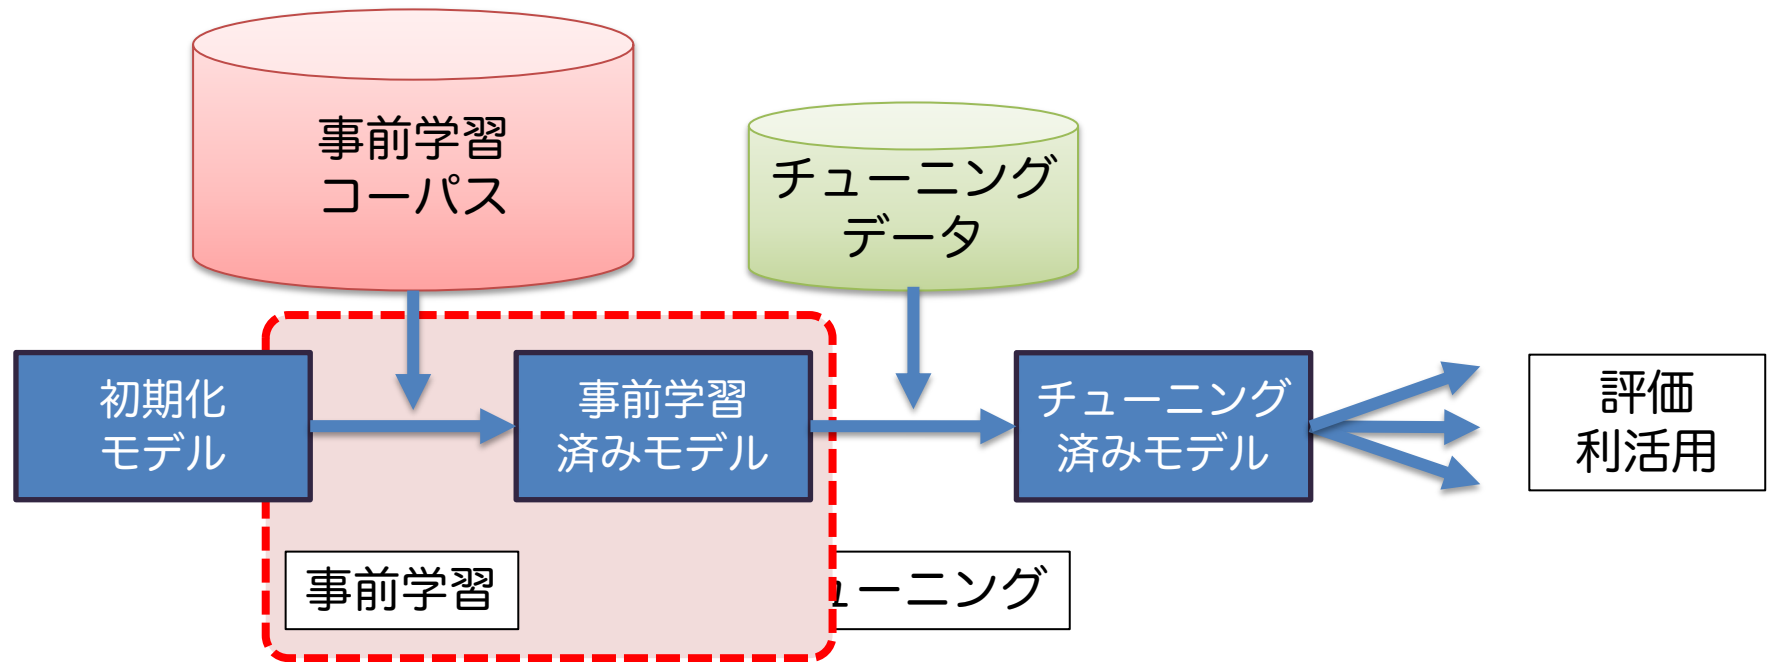 事前学習
コーパス
チューニング
データ
初期化
モデル
事前学習
済みモデル
チューニング
済みモデル
評価
利活用
事前学習
ューニング